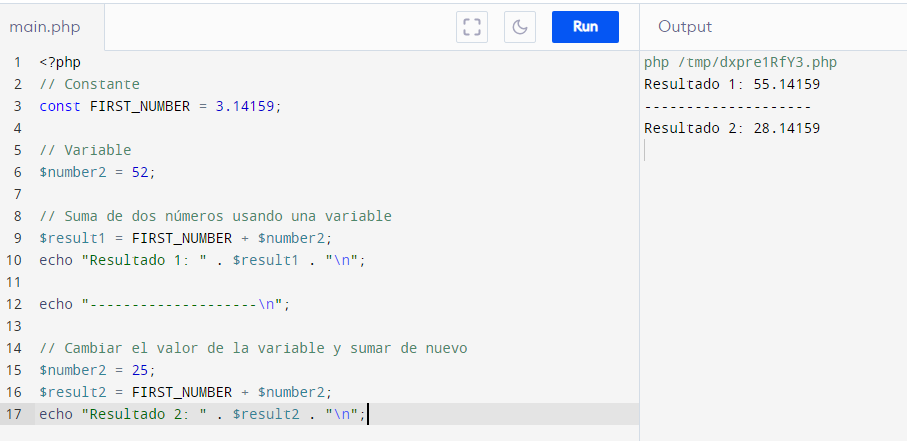 main.php
Run
Output
1 <?php
2 // Constante
3 const FIRST_NUMBER = 3.14159;
4
5 // Variable
6 $number2 = 52;
7
8 // Suma de dos números usando una variable
9 $result1 = FIRST_NUMBER + $number2;
10 echo "Resultado 1: " . $result1 . "\n";
11
12 echo "--------------------\n";
13
14 // Cambiar el valor de la variable y sumar de nuevo
15 $number2 = 25;
16 $result2 = FIRST_NUMBER + $number2;
17 echo "Resultado 2: " . $result2 . "\n";
php /tmp/dxpre1RfY3.php
Resultado 1: 55.14159
--------------------
Resultado 2: 28.14159